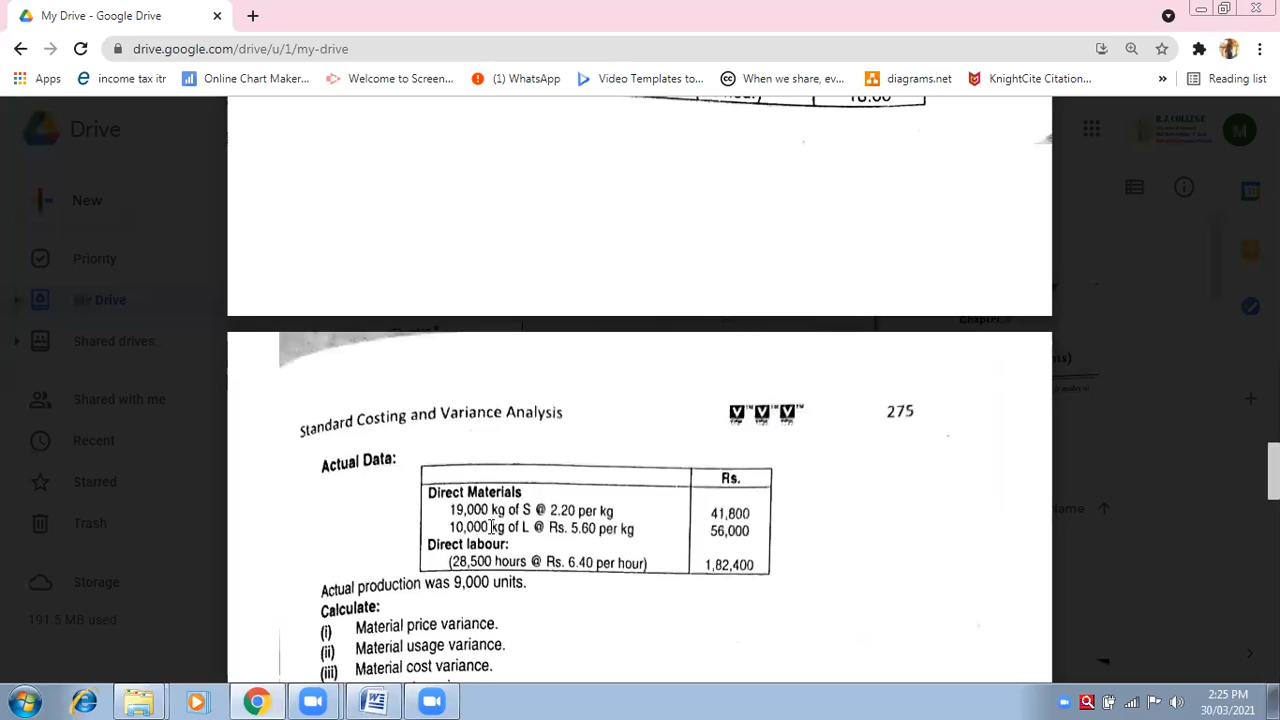 My Drive - Google Drive
drive.google.com/drive/u/1/my-drive
Apps income tax itr Online Chart Maker... Welcome to Screen... (1) WhatsApp Video Templates to... When we share, ev... diagrams.net KnightCite Citation... » Reading list
18.00
Drive
R.J. COLLEGE
M
New
Priority
My Drive
Shared drives
Shared with me
Recent
Starred
Trash
Storage
191.5 MB used
Standard Costing and Variance Analysis VVV 275
Actual Data:
Rs.
Direct Materials
19,000 kg of S @ 2.20 per kg 41,800
10,000 kg of L @ Rs. 5.60 per kg 56,000
Direct labour:
(28,500 hours @ Rs. 6.40 per hour) 1,82,400
Actual production was 9,000 units.
Calculate:
(i) Material price variance.
(ii) Material usage variance.
(iii) Material cost variance.
2:25 PM
30/03/2021